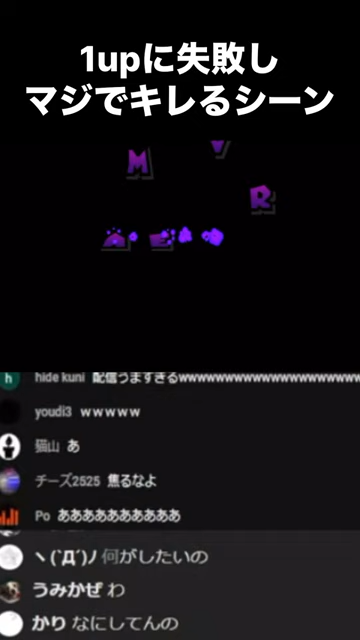 1upに失敗し
マジでキレるシーン
M
R
hide kuni 配信うますぎるwwwwwwwwwwwwwwwwwwww
youdi3 wwwww
猫山 あ
チーズ2525 焦るなよ
Po ああああああああああ
ヽ(`Д´)ﾉ 何がしたいの
うみかぜ わ
かり なにしてんの